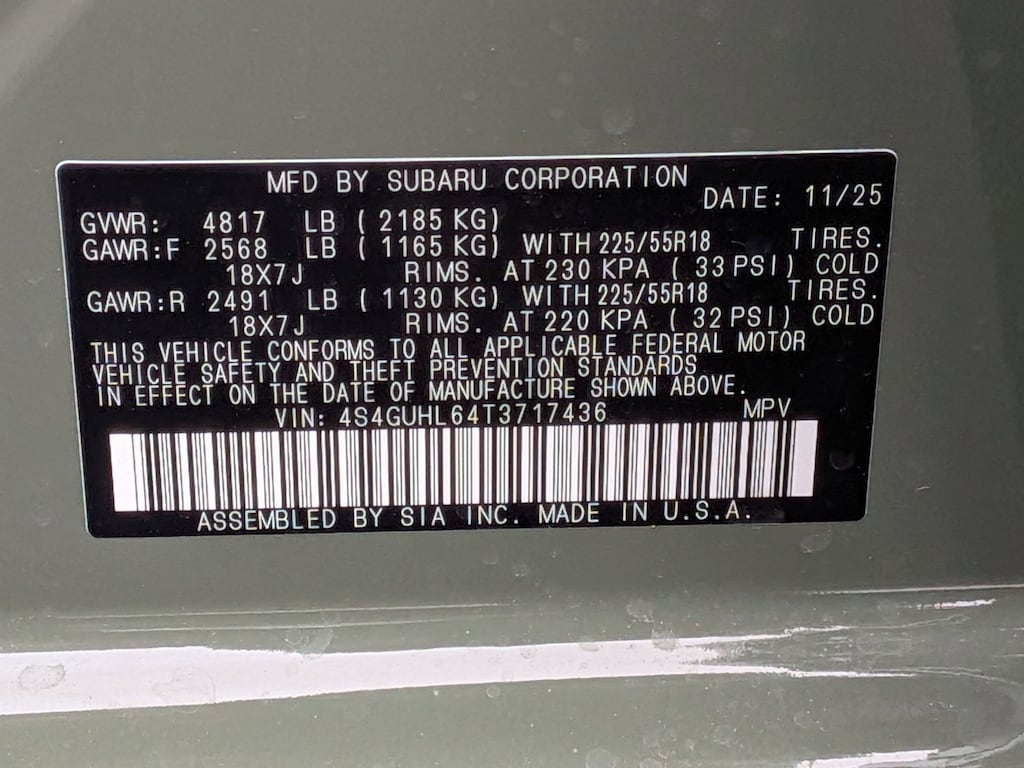 MFD BY SUBARU CORPORATION
DATE: 11/25
GVWR: 4817 LB ( 2185 KG)
GAWR:F 2568 LB ( 1165 KG) WITH 225/55R18 TIRES.
18X7J RIMS. AT 230 KPA ( 33 PSI) COLD
GAWR:R 2491 LB ( 1130 KG) WITH 225/55R18 TIRES.
18X7J RIMS. AT 220 KPA ( 32 PSI) COLD
THIS VEHICLE CONFORMS TO ALL APPLICABLE FEDERAL MOTOR
VEHICLE SAFETY AND THEFT PREVENTION STANDARDS
IN EFFECT ON THE DATE OF MANUFACTURE SHOWN ABOVE.
VIN: 4S4GUHL64T3717436 MPV
ASSEMBLED BY SIA INC. MADE IN U.S.A.